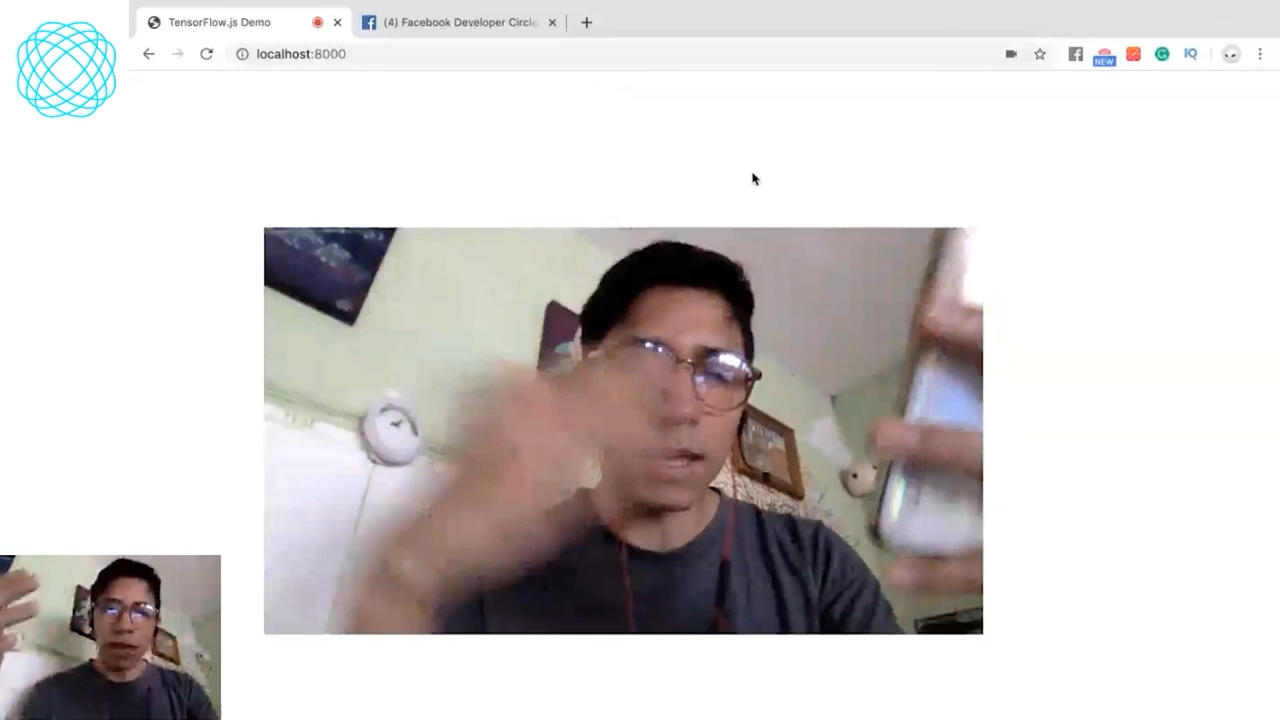 TensorFlow.js Demo
(4) Facebook Developer Circle
localhost:8000
NEW
IQ